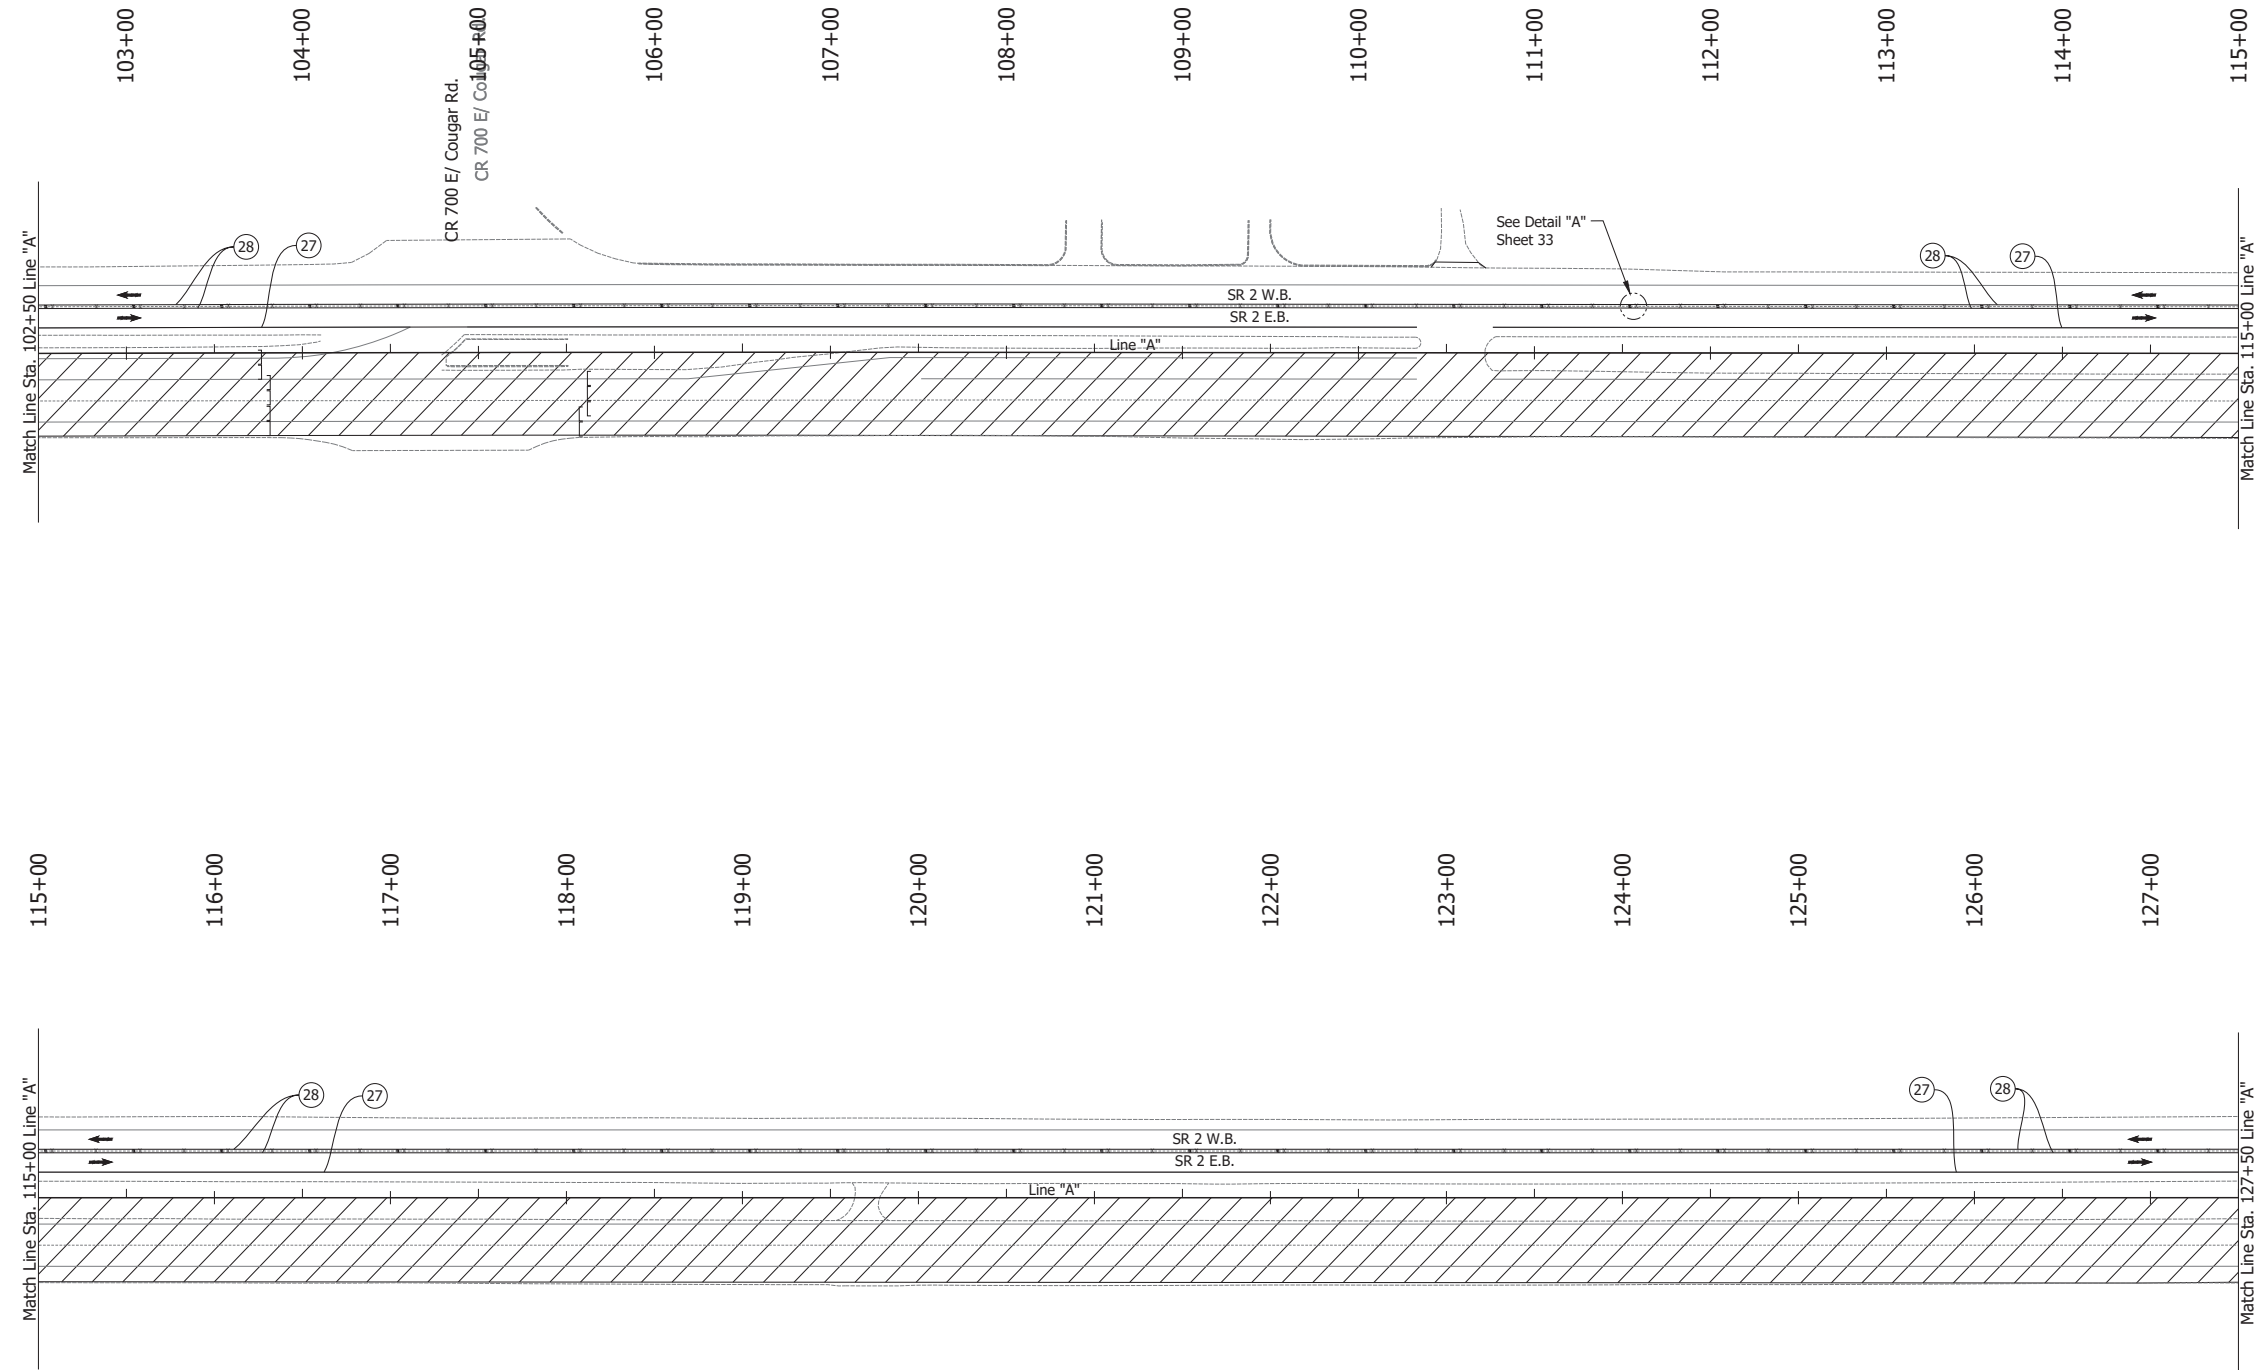 103+00
104+00
105+00
106+00
107+00
108+00
109+00
110+00
111+00
112+00
113+00
114+00
115+00
CR 700 E/ Cougar Rd.
CR 700 E/ Cougar Rd.
See Detail "A"
Sheet 33
28
27
28
27
SR 2 W.B.
SR 2 E.B.
Line "A"
Match Line Sta. 102+50 Line "A"
Match Line Sta. 115+00 Line "A"
115+00
116+00
117+00
118+00
119+00
120+00
121+00
122+00
123+00
124+00
125+00
126+00
127+00
28
27
27
28
SR 2 W.B.
SR 2 E.B.
Line "A"
Match Line Sta. 115+00 Line "A"
Match Line Sta. 127+50 Line "A"